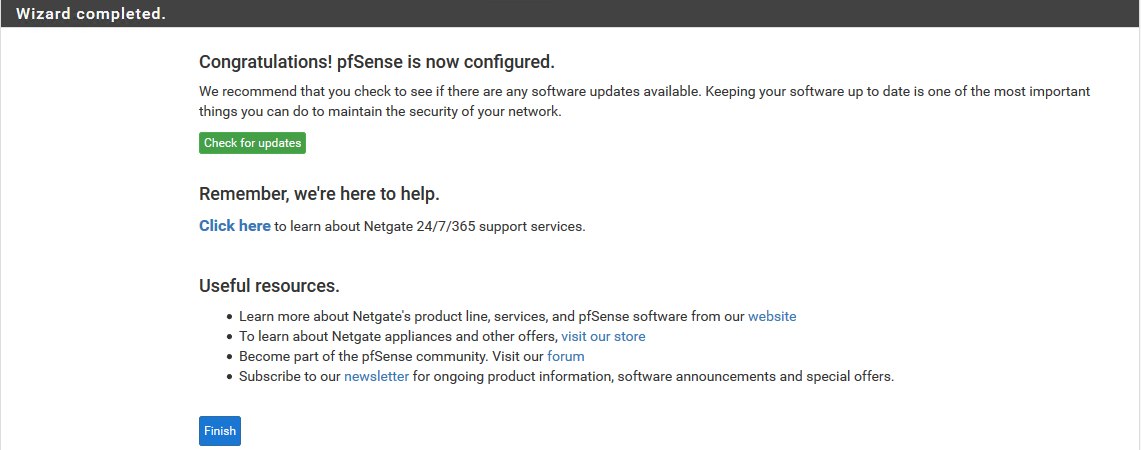 Wizard completed.
Congratulations! pfSense is now configured.
We recommend that you check to see if there are any software updates available. Keeping your software up to date is one of the most important
things you can do to maintain the security of your network.
Check for updates
Remember, we're here to help.
Click here to learn about Netgate 24/7/365 support services.
Useful resources.
Learn more about Netgate's product line, services, and pfSense software from our website
To learn about Netgate appliances and other offers, visit our store
Become part of the pfSense community. Visit our forum
Subscribe to our newsletter for ongoing product information, software announcements and special offers.
Finish